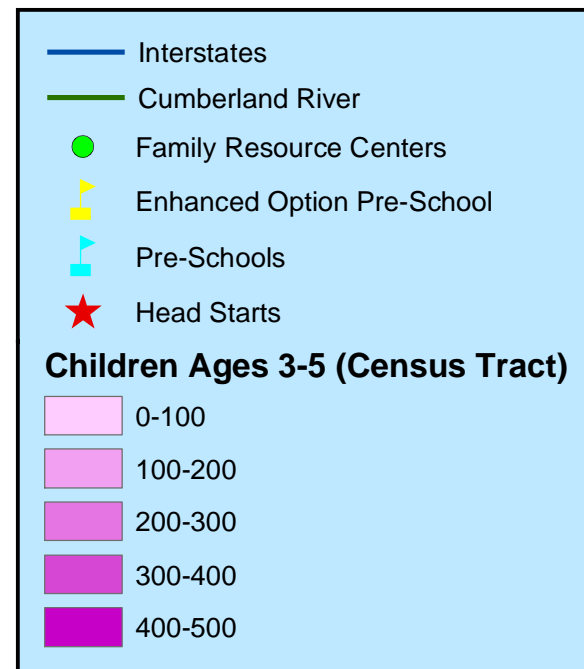 Interstates
Cumberland River
Family Resource Centers
Enhanced Option Pre-School
Pre-Schools
Head Starts
Children Ages 3-5 (Census Tract)
0-100
100-200
200-300
300-400
400-500